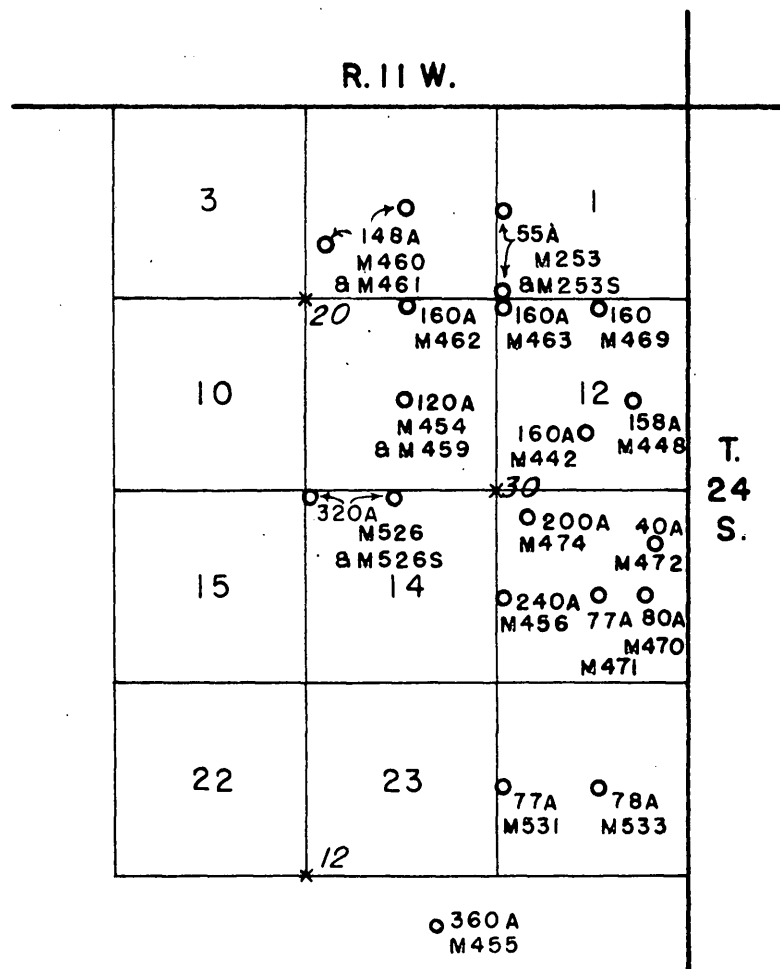 R. 11 W.
3
1
148A
M460
& M461
55A
M253
& M253S
20
160A
M462
160A
M463
160
M469
10
12
120A
M454
& M459
160A
M442
158A
M448
T.
24
S.
30
320A
M526
& M526S
200A
M474
40A
M472
15
14
240A
M456
77A
M471
80A
M470
22
23
77A
M531
78A
M533
12
360A
M455